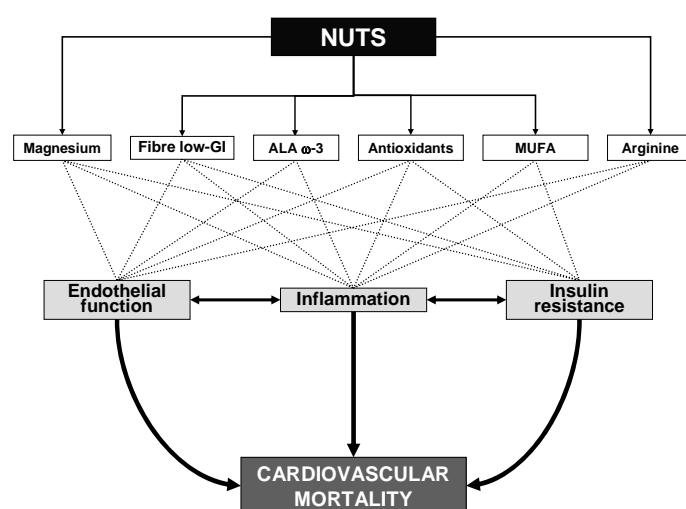 NUTS
Magnesium
Fibre low-GI
ALA ω-3
Antioxidants
MUFA
Arginine
Endothelial
function
Inflammation
Insulin
resistance
CARDIOVASCULAR
MORTALITY